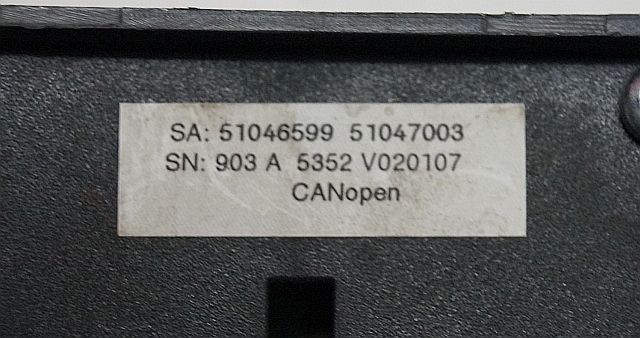 SA: 51046599 51047003
SN: 903 A 5352 V020107
CANopen